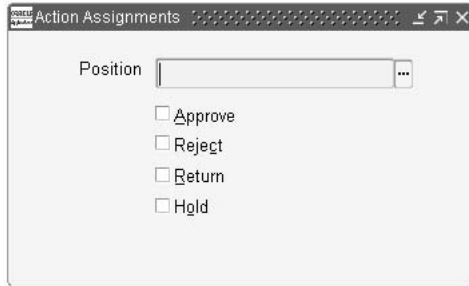 Action Assignments
Position
Approve
Reject
Return
Hold